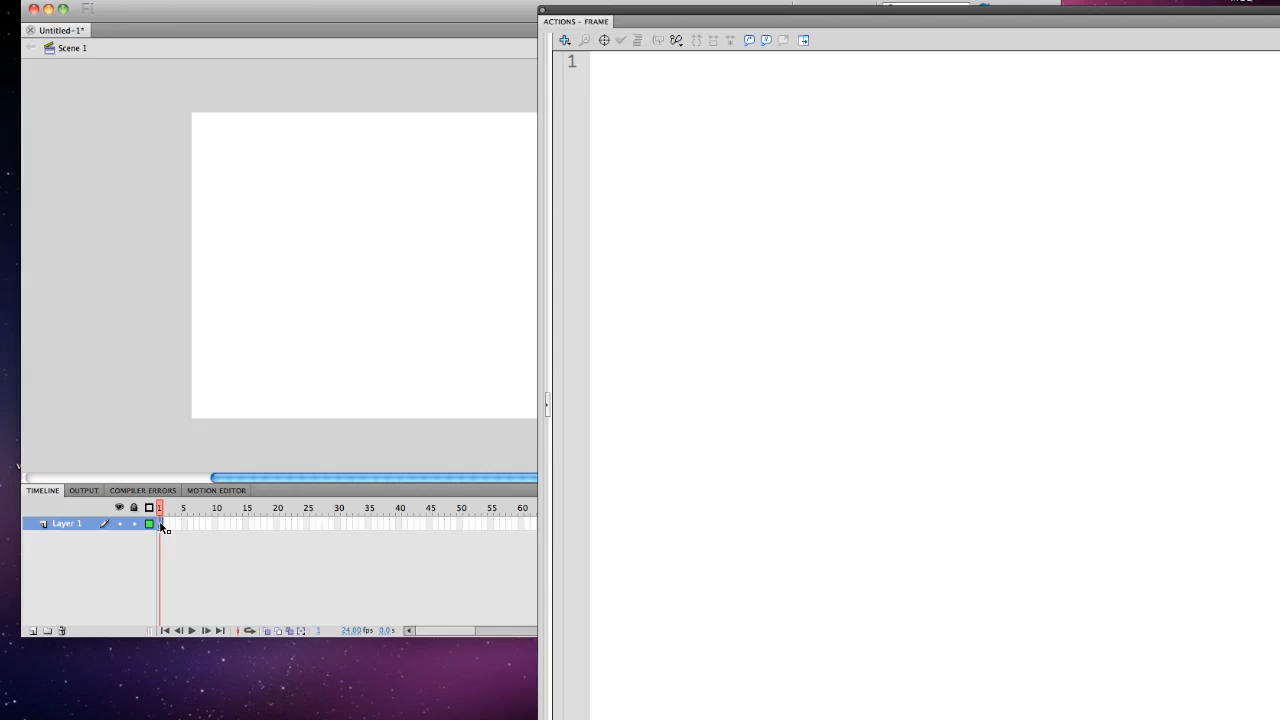 Fl
ACTIONS - FRAME
Untitled-1*
Scene 1
1
TIMELINE OUTPUT COMPILER ERRORS MOTION EDITOR
1 5 10 15 20 25 30 35 40 45 50 55 60
Layer 1
1 24.00 fps 0.0 s